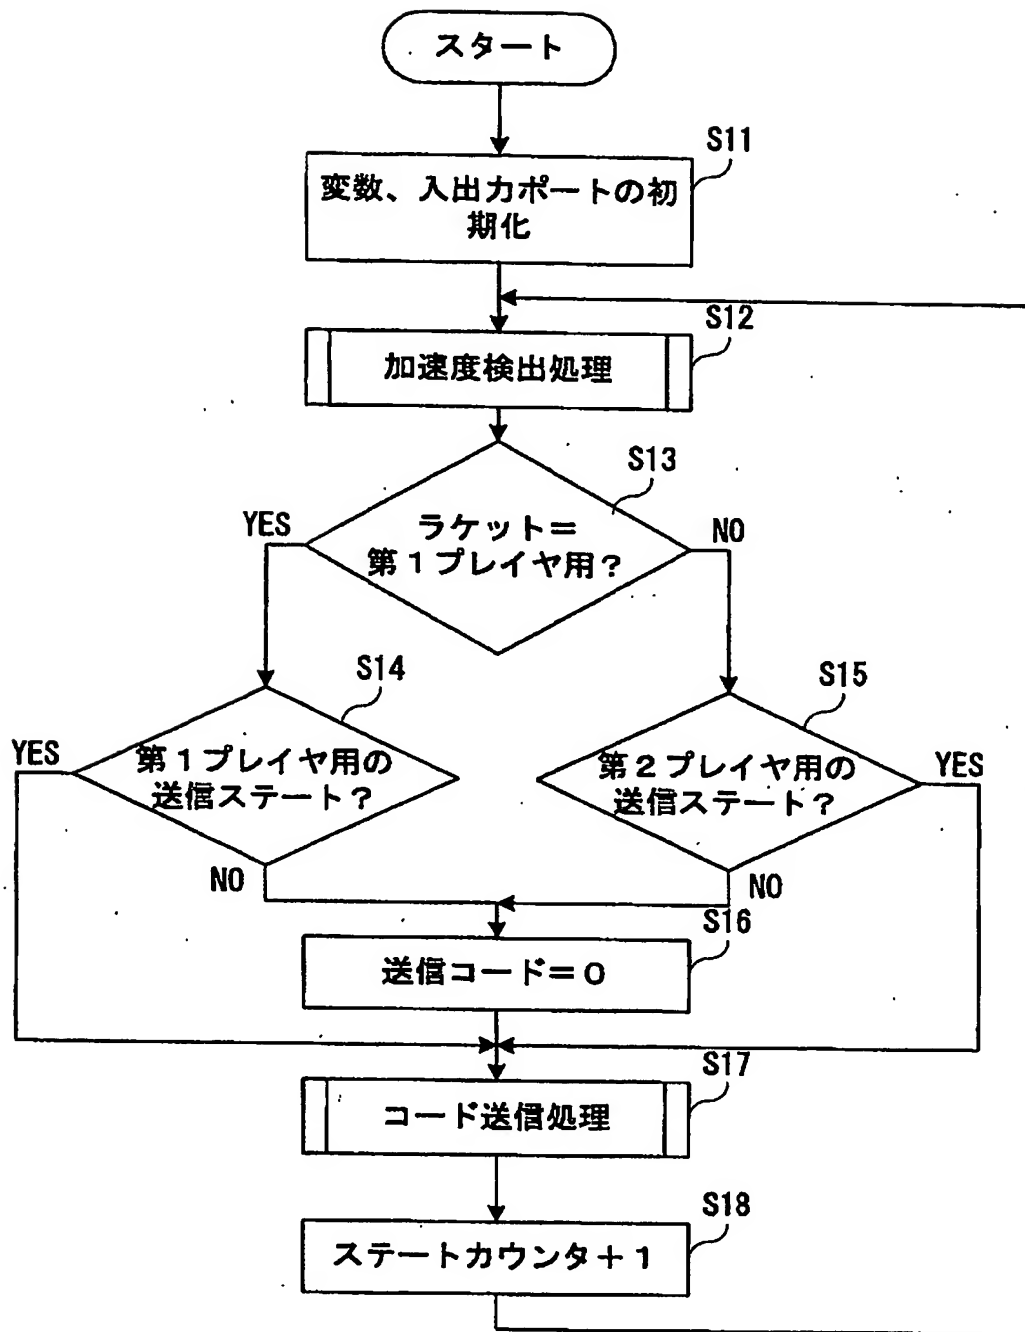 スタート
S11
変数、入出力ポートの初
期化
S12
加速度検出処理
S13
ラケット＝
第１プレイヤ用？
YES
NO
S14
第１プレイヤ用の
送信ステート？
YES
NO
S15
第２プレイヤ用の
送信ステート？
YES
NO
S16
送信コード＝０
S17
コード送信処理
S18
ステートカウンタ＋１